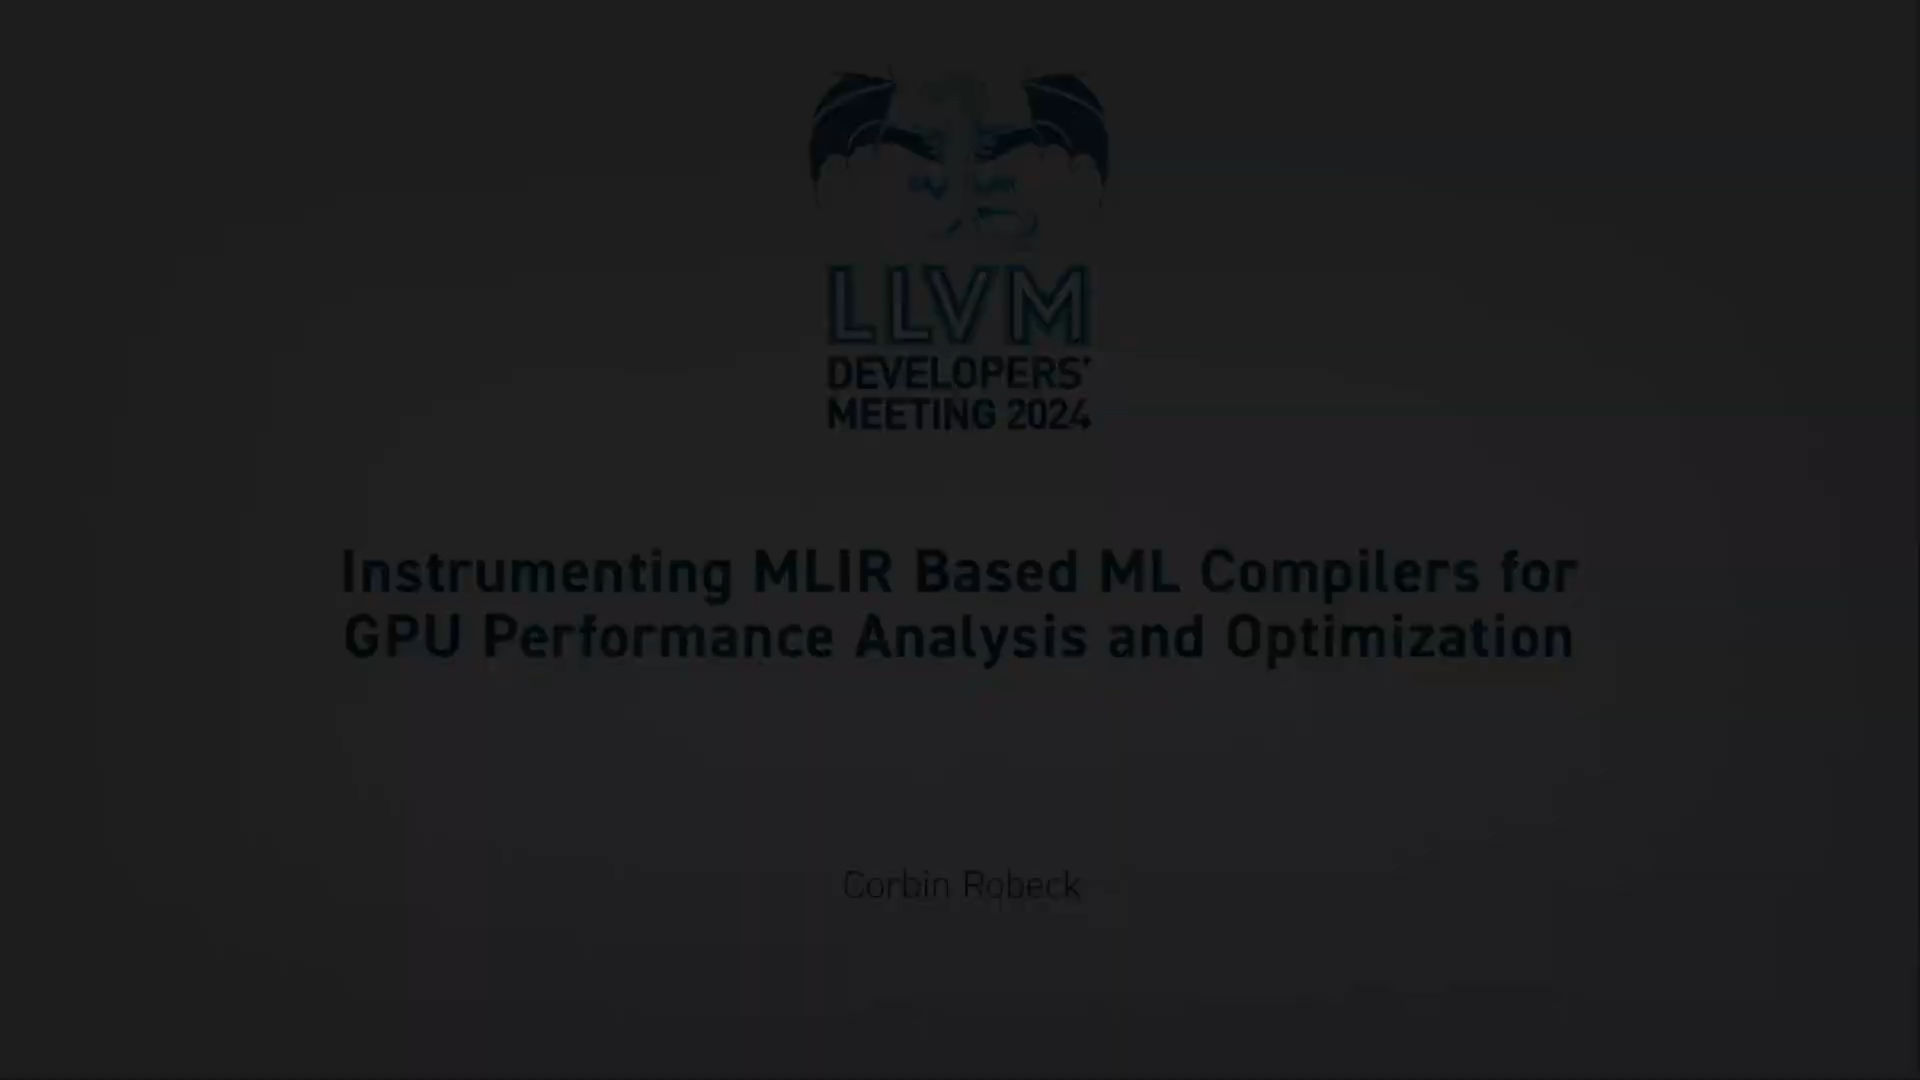 LLVM
DEVELOPERS'
MEETING 2024
Instrumenting MLIR Based ML Compilers for
GPU Performance Analysis and Optimization
Corbin Robeck